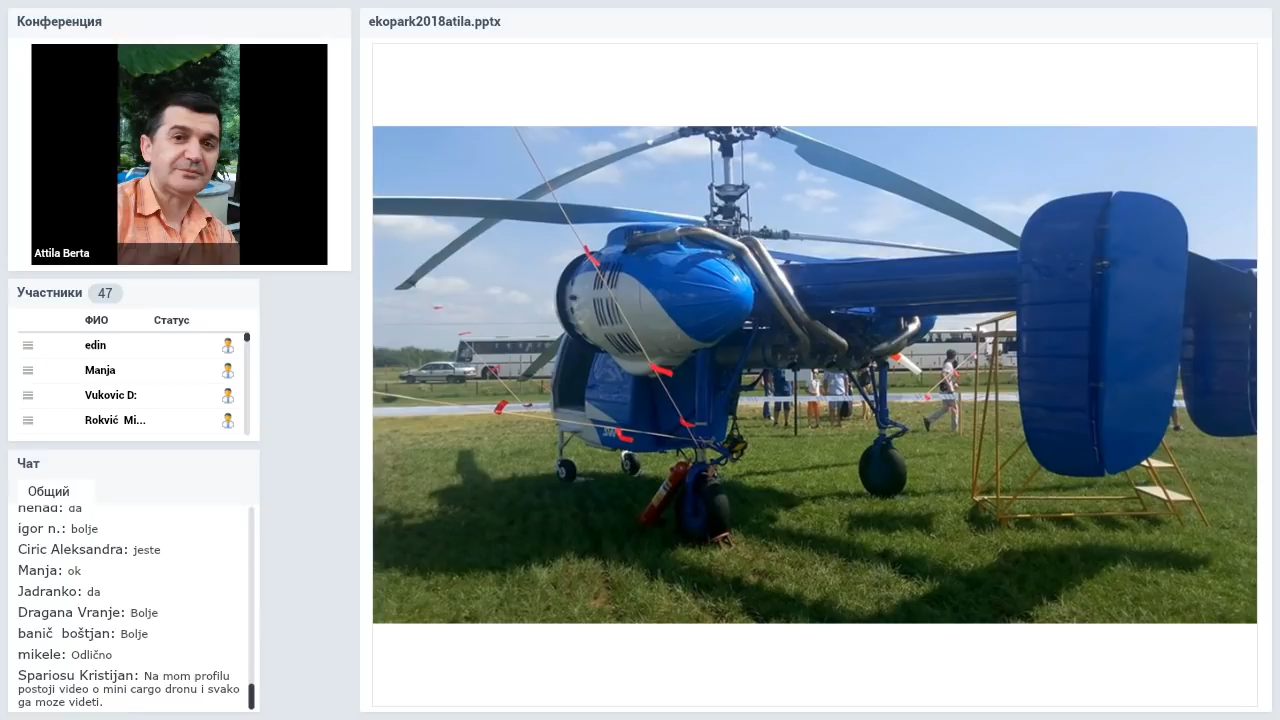 Конференция
Attila Berta
Участники 47
ФИО Статус
edin
Manja
Vukovic D:
Rokvić Mi...
Чат
Общий
nenad: da
igor n.: bolje
Ciric Aleksandra: jeste
Manja: ok
Jadranko: da
Dragana Vranje: Bolje
banič boštjan: Bolje
mikele: Odlično
Spariosu Kristijan: Na mom profilu
postoji video o mini cargo dronu i svako
ga moze videti.
ekopark2018atila.pptx